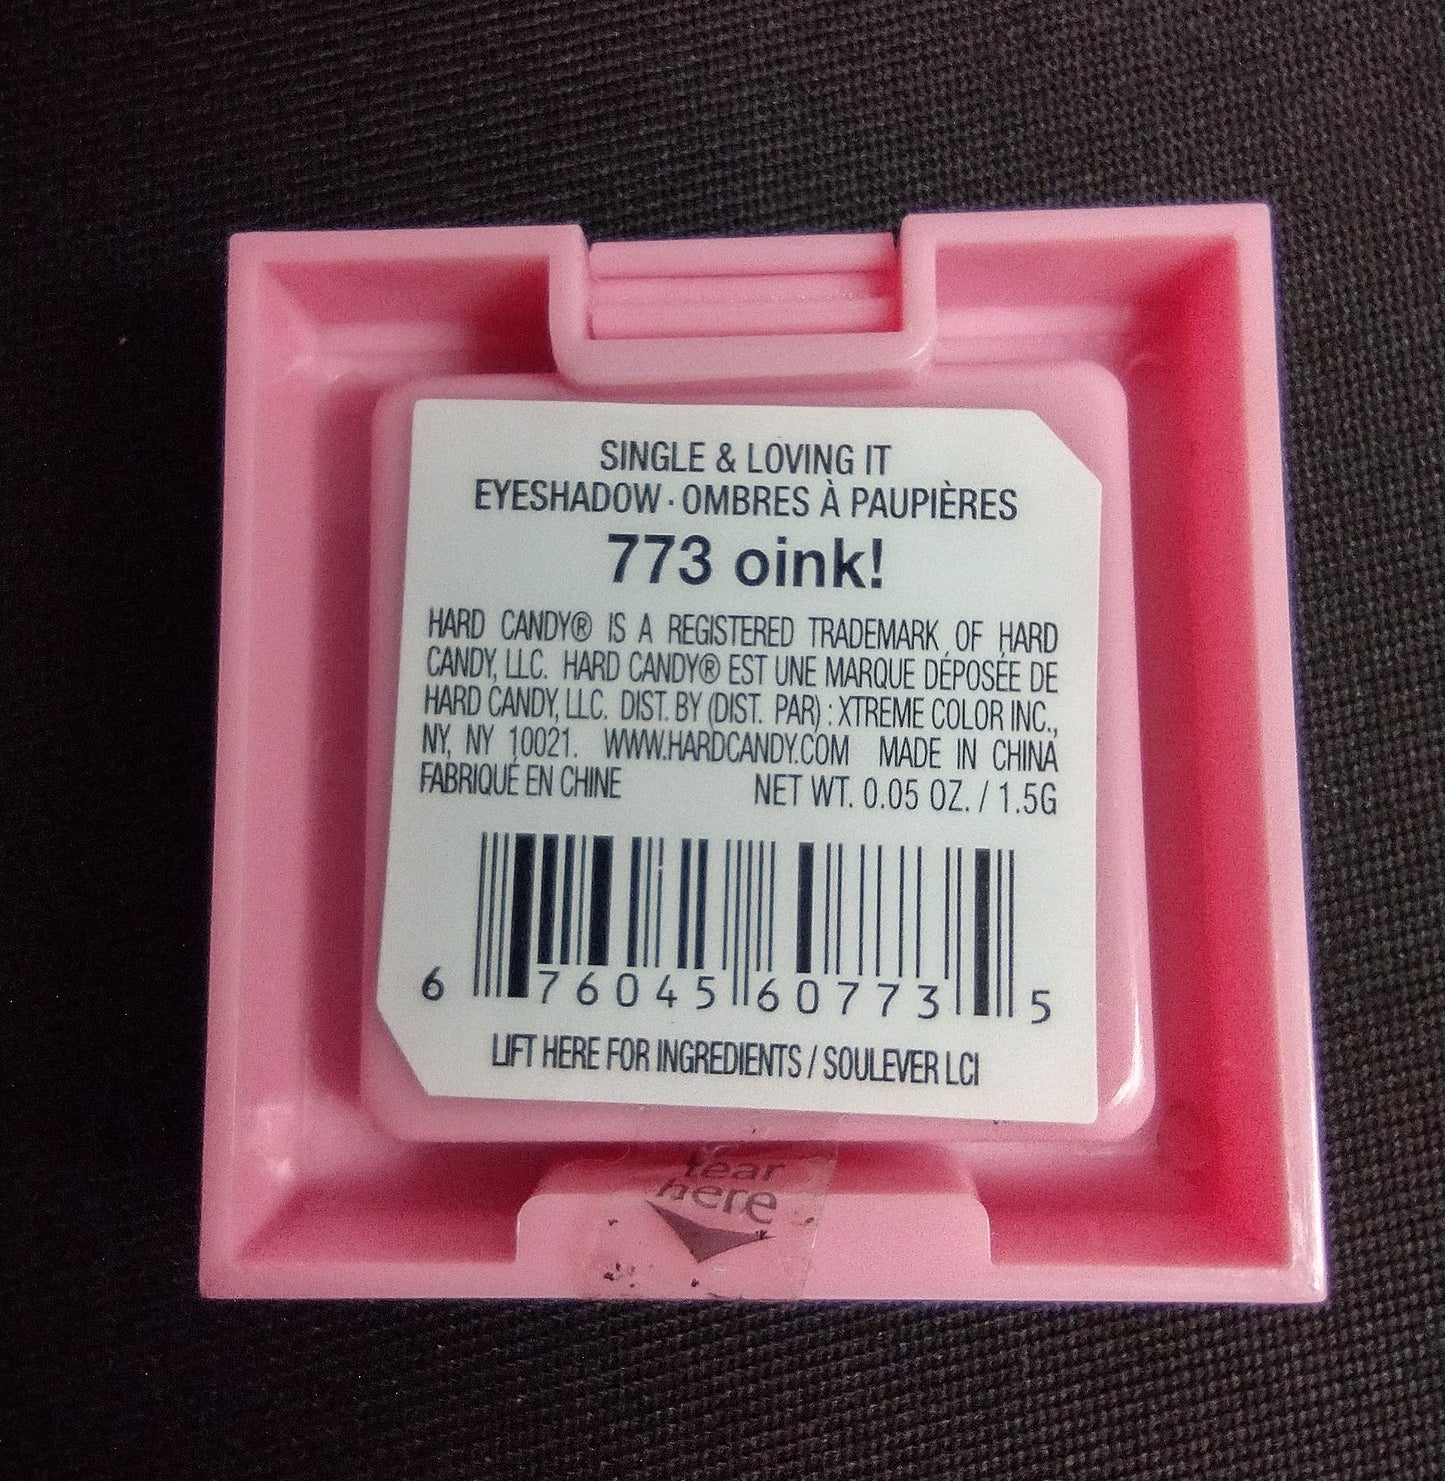 SINGLE & LOVING IT
EYESHADOW · OMBRES À PAUPIÈRES
773 oink!
HARD CANDY® IS A REGISTERED TRADEMARK OF HARD
CANDY, LLC. HARD CANDY® EST UNE MARQUE DÉPOSÉE DE
HARD CANDY, LLC. DIST. BY (DIST. PAR) : XTREME COLOR INC.,
NY, NY 10021. WWW.HARDCANDY.COM MADE IN CHINA
FABRIQUÉ EN CHINE NET WT. 0.05 OZ. / 1.5G
6 76045 60773 5
LIFT HERE FOR INGREDIENTS / SOULEVER LCI
Tear
here